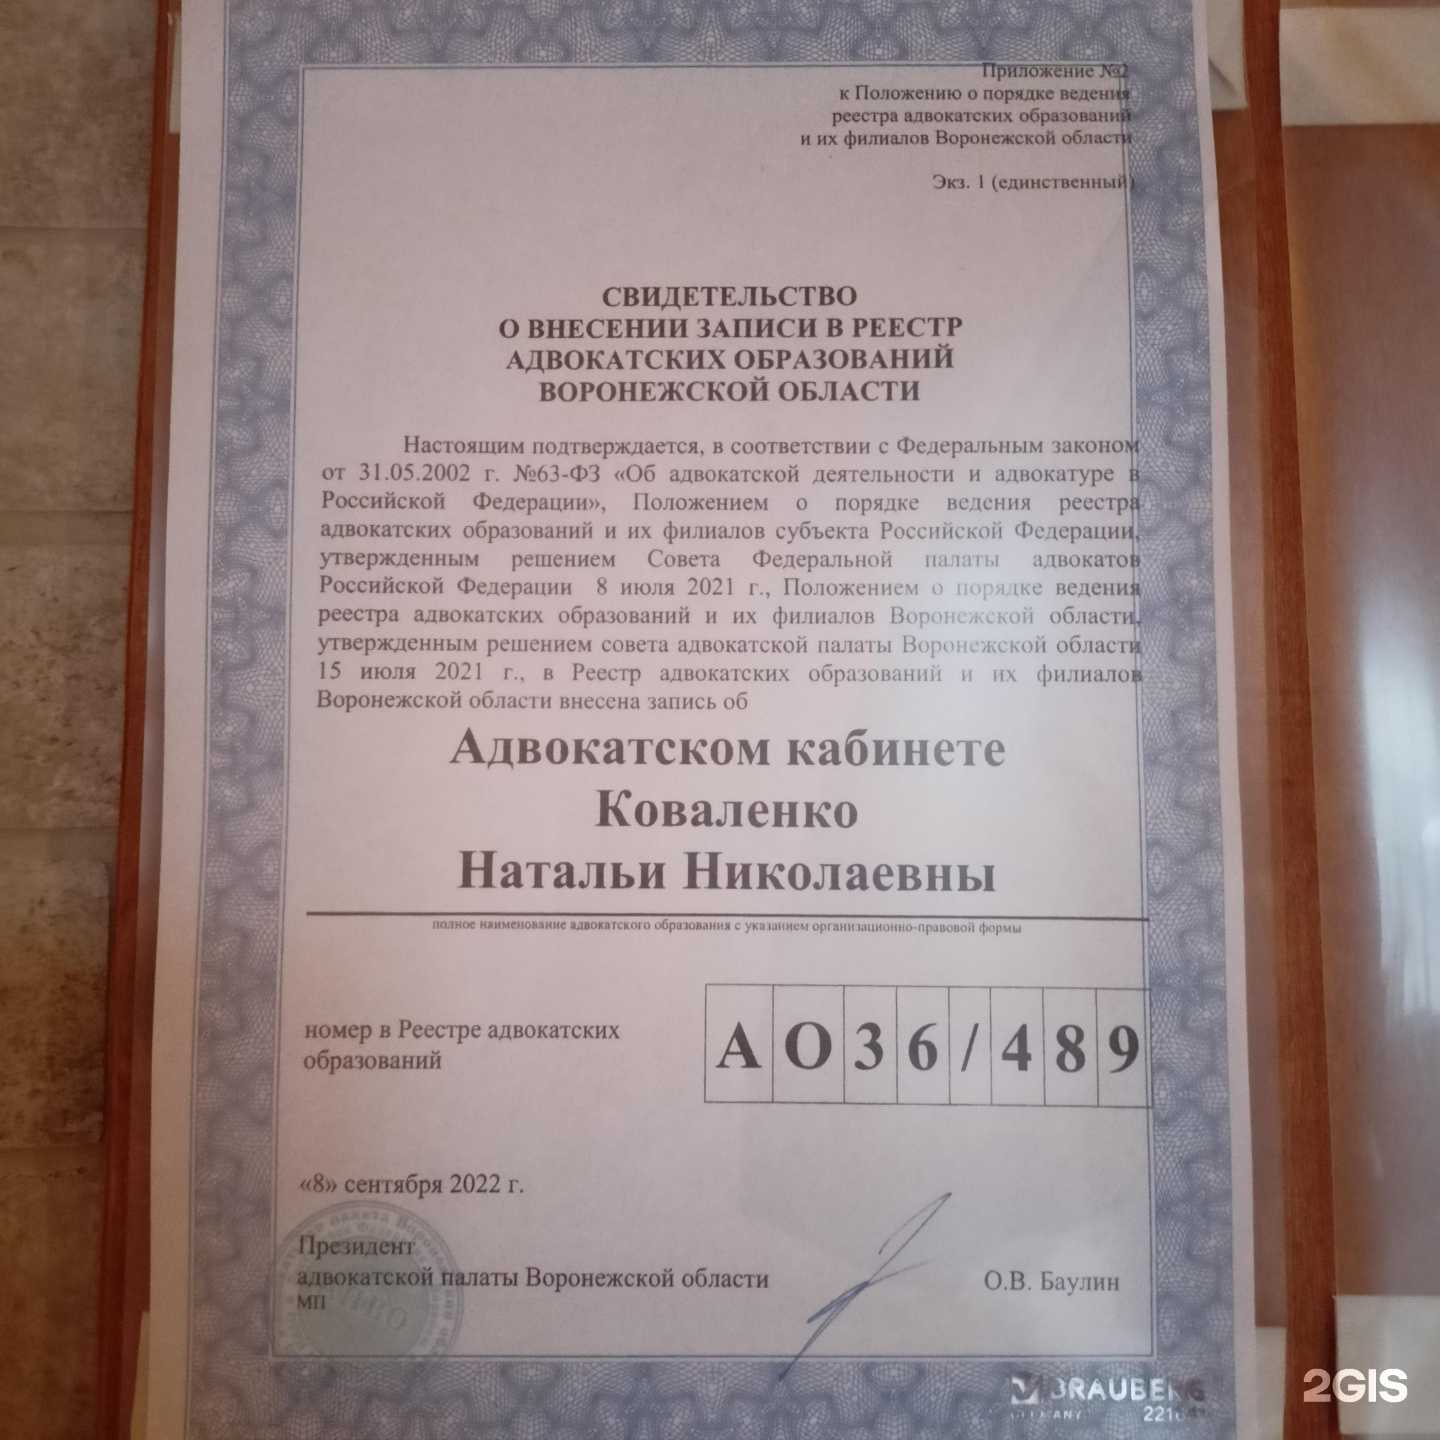 Приложение №2
к Положению о порядке ведения
реестра адвокатских образований
и их филиалов Воронежской области
Экз. 1 (единственный)
СВИДЕТЕЛЬСТВО
О ВНЕСЕНИИ ЗАПИСИ В РЕЕСТР
АДВОКАТСКИХ ОБРАЗОВАНИЙ
ВОРОНЕЖСКОЙ ОБЛАСТИ
Настоящим подтверждается, в соответствии с Федеральным законом
от 31.05.2002 г. №63-ФЗ «Об адвокатской деятельности и адвокатуре в
Российской Федерации», Положением о порядке ведения реестра
адвокатских образований и их филиалов субъекта Российской Федерации,
утвержденным решением Совета Федеральной палаты адвокатов
Российской Федерации 8 июля 2021 г., Положением о порядке ведения
реестра адвокатских образований и их филиалов Воронежской области,
утвержденным решением совета адвокатской палаты Воронежской области
15 июля 2021 г., в Реестр адвокатских образований и их филиалов
Воронежской области внесена запись об
Адвокатском кабинете
Коваленко
Натальи Николаевны
полное наименование адвокатского образования с указанием организационно-правовой формы
номер в Реестре адвокатских
образований
АО36/489
«8» сентября 2022 г.
Президент
адвокатской палаты Воронежской области
О.В. Баулин
МП
BRAUBERG
GERMANY
2GIS